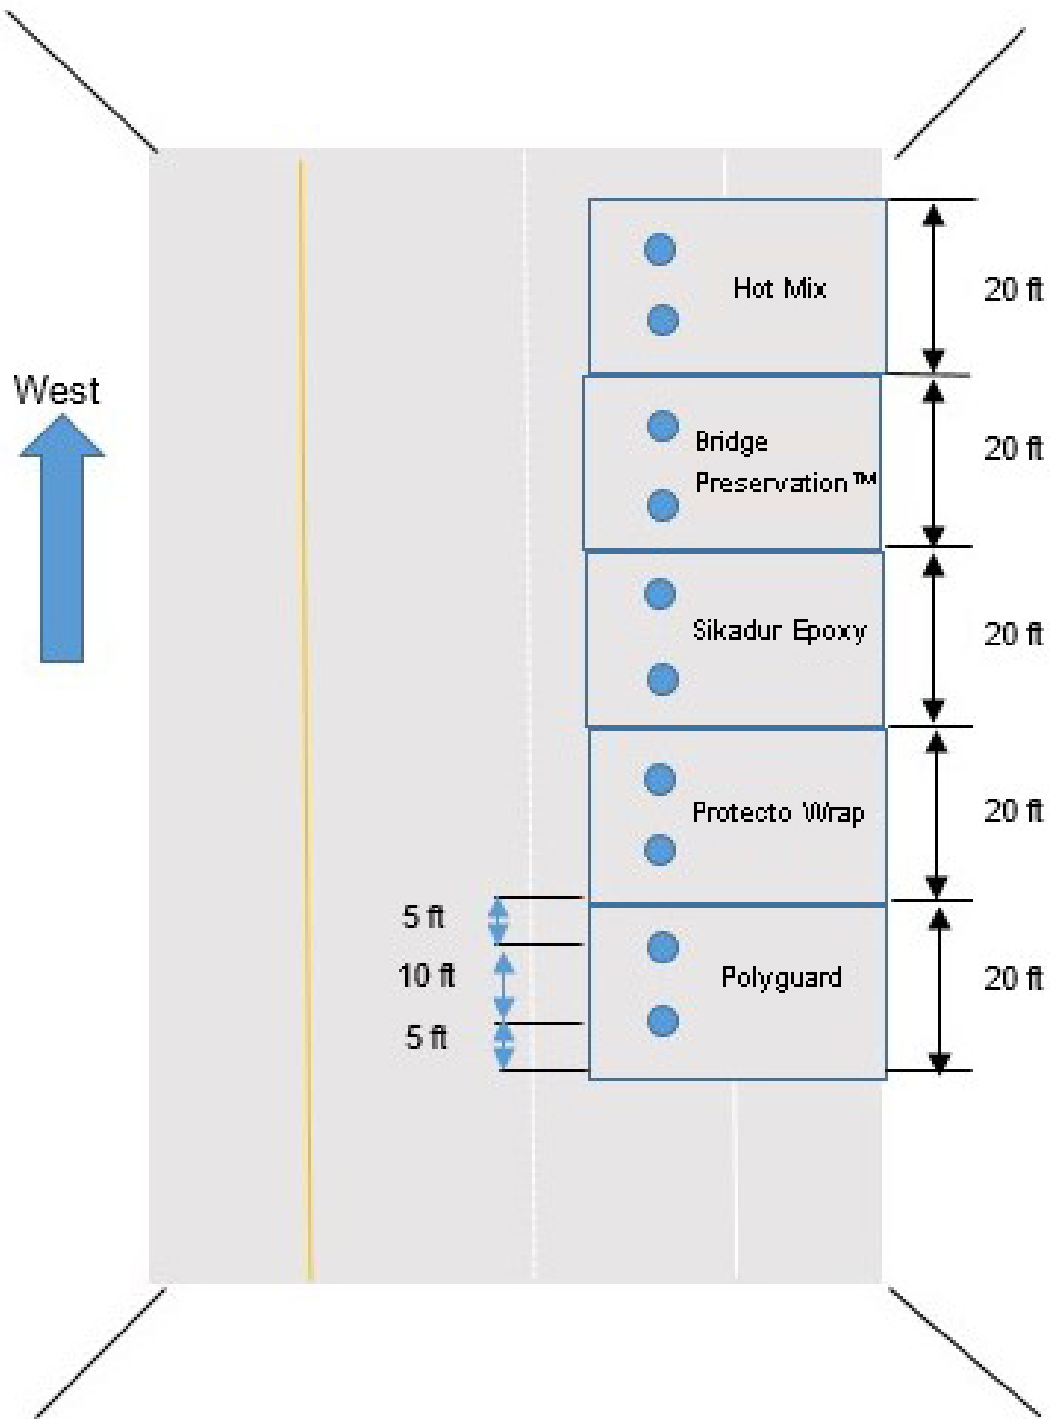 Hot Mix
20 ft
West
Bridge
Preservation™
20 ft
Sikadur Epoxy
20 ft
Protecto Wrap
20 ft
5 ft
10 ft
5 ft
Polyguard
20 ft